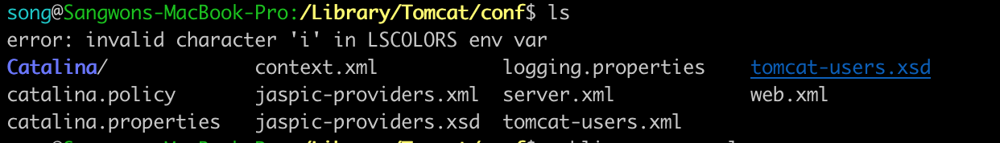 song@Sangwons-MacBook-Pro:/Library/Tomcat/conf$ ls
error: invalid character 'i' in LSCOLORS env var
Catalina/ context.xml logging.properties tomcat-users.xsd
catalina.policy jaspic-providers.xml server.xml web.xml
catalina.properties jaspic-providers.xsd tomcat-users.xml